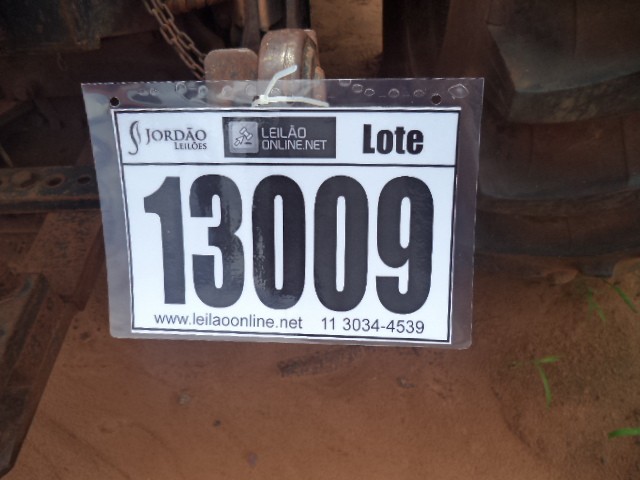 JORDÃO
LEILÕES
LEILÃO
ONLINE.NET
Lote
13009
www.leilaoonline.net 11 3034-4539